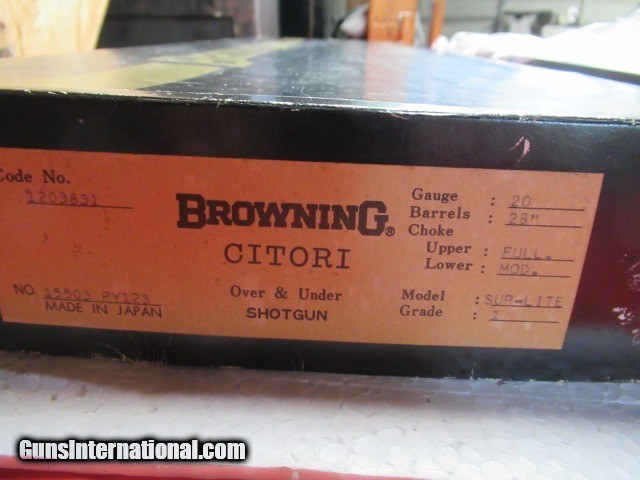 Code No.
1203831
NO. 15503 PY123
MADE IN JAPAN
BROWNING®
CITORI
Over & Under
SHOTGUN
Gauge : 20
Barrels : 28"
Choke
Upper : FULL.
Lower : MOD.
Model : SUP-LITE
Grade : 1
GunsInternational.com